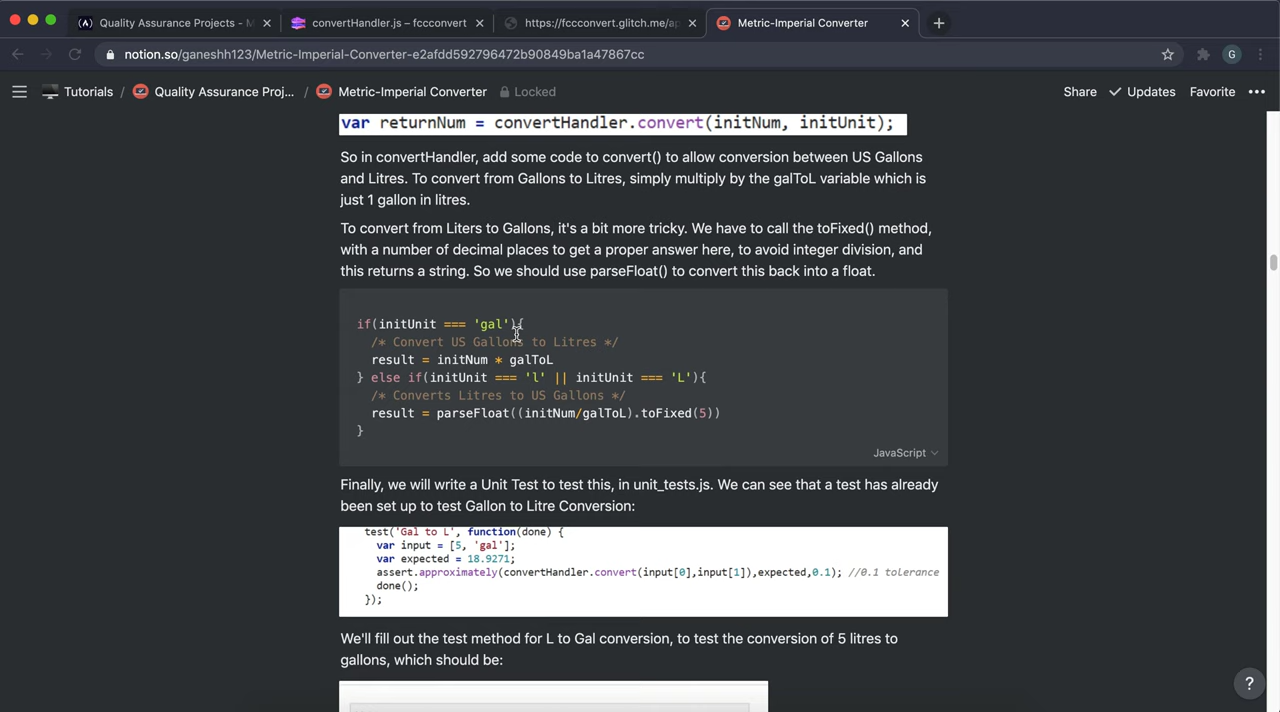 Quality Assurance Projects - M
convertHandler.js – fccconvert
https://fccconvert.glitch.me/ap
Metric-Imperial Converter
notion.so/ganeshh123/Metric-Imperial-Converter-e2afdd592796472b90849ba1a47867cc
G
Tutorials / Quality Assurance Proj... / Metric-Imperial Converter Locked
Share Updates Favorite
var returnNum = convertHandler.convert(initNum, initUnit);
So in convertHandler, add some code to convert() to allow conversion between US Gallons
and Litres. To convert from Gallons to Litres, simply multiply by the galToL variable which is
just 1 gallon in litres.
To convert from Liters to Gallons, it's a bit more tricky. We have to call the toFixed() method,
with a number of decimal places to get a proper answer here, to avoid integer division, and
this returns a string. So we should use parseFloat() to convert this back into a float.
if(initUnit === 'gal'){
/* Convert US Gallons to Litres */
result = initNum * galToL
} else if(initUnit === 'l' || initUnit === 'L'){
/* Converts Litres to US Gallons */
result = parseFloat((initNum/galToL).toFixed(5))
}
JavaScript
Finally, we will write a Unit Test to test this, in unit_tests.js. We can see that a test has already
been set up to test Gallon to Litre Conversion:
test('Gal to L', function(done) {
var input = [5, 'gal'];
var expected = 18.9271;
assert.approximately(convertHandler.convert(input[0],input[1]),expected,0.1); //0.1 tolerance
done();
});
We'll fill out the test method for L to Gal conversion, to test the conversion of 5 litres to
gallons, which should be:
?